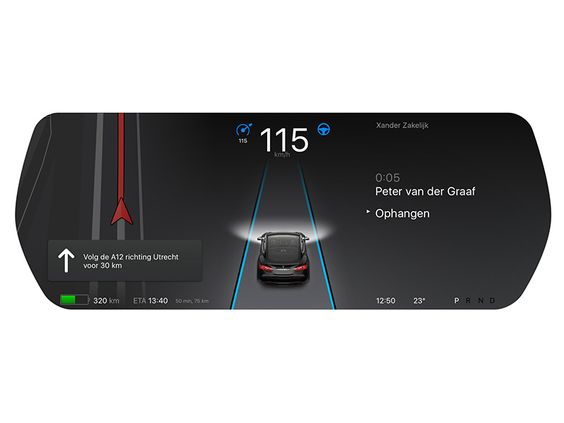 115
115
km/h
Xander Zakelijk
0:05
Peter van der Graaf
Ophangen
Volg de A12 richting Utrecht
voor 30 km
320 km
ETA 13:40
50 min, 75 km
12:50
23°
P R N D